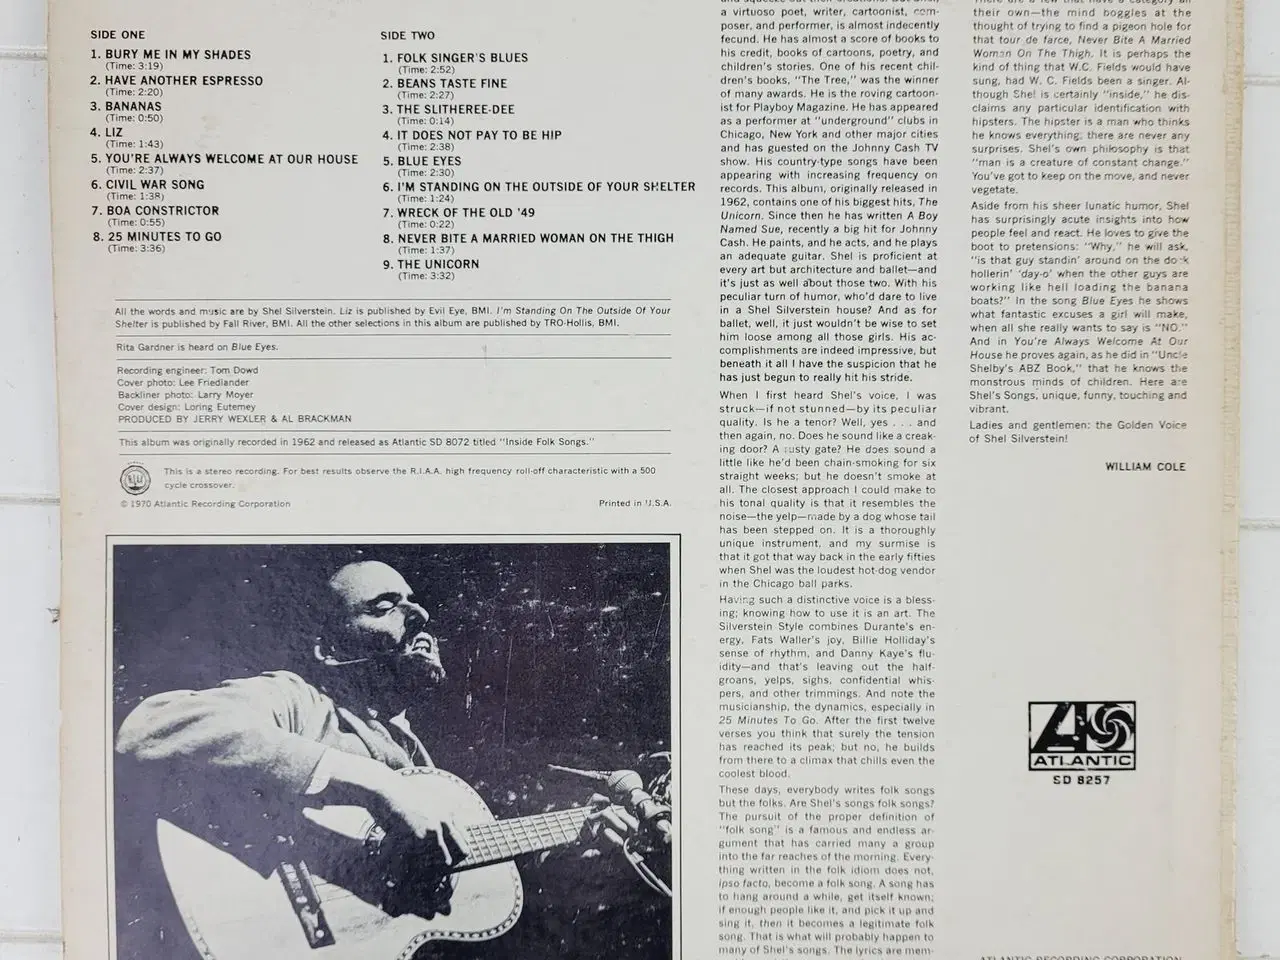 SIDE ONE
1. BURY ME IN MY SHADES
(Time: 3:19)
2. HAVE ANOTHER ESPRESSO
(Time: 2:20)
3. BANANAS
(Time: 0:50)
4. LIZ
(Time: 1:43)
5. YOU'RE ALWAYS WELCOME AT OUR HOUSE
(Time: 2:37)
6. CIVIL WAR SONG
(Time: 1:38)
7. BOA CONSTRICTOR
(Time: 0:55)
8. 25 MINUTES TO GO
(Time: 3:36)
SIDE TWO
1. FOLK SINGER'S BLUES
(Time: 2:52)
2. BEANS TASTE FINE
(Time: 2:27)
3. THE SLITHEREE-DEE
(Time: 0:14)
4. IT DOES NOT PAY TO BE HIP
(Time: 2:38)
5. BLUE EYES
(Time: 2:30)
6. I'M STANDING ON THE OUTSIDE OF YOUR SHELTER
(Time: 1:24)
7. WRECK OF THE OLD '49
(Time: 0:22)
8. NEVER BITE A MARRIED WOMAN ON THE THIGH
(Time: 1:37)
9. THE UNICORN
(Time: 3:32)
All the words and music are by Shel Silverstein. Liz is published by Evil Eye, BMI. I'm Standing On The Outside Of Your
Shelter is published by Fall River, BMI. All the other selections in this album are published by TRO-Hollis, BMI.
Rita Gardner is heard on Blue Eyes.
Recording engineer: Tom Dowd
Cover photo: Lee Friedlander
Backliner photo: Larry Moyer
Cover design: Loring Eutemey
PRODUCED BY JERRY WEXLER & AL BRACKMAN
This album was originally recorded in 1962 and released as Atlantic SD 8072 titled "Inside Folk Songs."
This is a stereo recording. For best results observe the R.I.A.A. high frequency roll-off characteristic with a 500
cycle crossover.
© 1970 Atlantic Recording Corporation
Printed in U.S.A.
a virtuoso poet, writer, cartoonist, com-
poser, and performer, is almost indecently
fecund. He has almost a score of books to
his credit, books of cartoons, poetry, and
children's stories. One of his recent chil-
dren's books, "The Tree," was the winner
of many awards. He is the roving cartoon-
ist for Playboy Magazine. He has appeared
as a performer at "underground" clubs in
Chicago, New York and other major cities
and has guested on the Johnny Cash TV
show. His country-type songs have been
appearing with increasing frequency on
records. This album, originally released in
1962, contains one of his biggest hits, The
Unicorn. Since then he has written A Boy
Named Sue, recently a big hit for Johnny
Cash. He paints, and he acts, and he plays
an adequate guitar. Shel is proficient at
every art but architecture and ballet—and
it's just as well about those two. With his
peculiar turn of humor, who'd dare to live
in a Shel Silverstein house? And as for
ballet, well, it just wouldn't be wise to set
him loose among all those girls. His ac-
complishments are indeed impressive, but
beneath it all I have the suspicion that he
has just begun to really hit his stride.
When I first heard Shel's voice, I was
struck—if not stunned—by its peculiar
quality. Is he a tenor? Well, yes . . . and
then again, no. Does he sound like a creak-
ing door? A rusty gate? He does sound a
little like he'd been chain-smoking for six
straight weeks; but he doesn't smoke at
all. The closest approach I could make to
his tonal quality is that it resembles the
noise—the yelp—made by a dog whose tail
has been stepped on. It is a thoroughly
unique instrument, and my surmise is
that it got that way back in the early fifties
when Shel was the loudest hot-dog vendor
in the Chicago ball parks.
Having such a distinctive voice is a bless-
ing; knowing how to use it is an art. The
Silverstein Style combines Durante's en-
ergy, Fats Waller's joy, Billie Holliday's
sense of rhythm, and Danny Kaye's flu-
idity—and that's leaving out the half-
groans, yelps, sighs, confidential whis-
pers, and other trimmings. And note the
musicianship, the dynamics, especially in
25 Minutes To Go. After the first twelve
verses you think that surely the tension
has reached its peak; but no, he builds
from there to a climax that chills even the
coolest blood.
These days, everybody writes folk songs
but the folks. Are Shel's songs folk songs?
The pursuit of the proper definition of
"folk song" is a famous and endless ar-
gument that has carried many a group
into the far reaches of the morning. Every-
thing written in the folk idiom does not,
ipso facto, become a folk song. A song has
to hang around a while, get itself known;
if enough people like it, and pick it up and
sing it, then it becomes a legitimate folk
song. That is what will probably happen to
many of Shel's songs. The lyrics are mem-
their own—the mind boggles at the
thought of trying to find a pigeon hole for
that tour de farce, Never Bite A Married
Woman On The Thigh. It is perhaps the
kind of thing that W.C. Fields would have
sung, had W. C. Fields been a singer. Al-
though Shel is certainly "inside," he dis-
claims any particular identification with
hipsters. The hipster is a man who thinks
he knows everything; there are never any
surprises. Shel's own philosophy is that
"man is a creature of constant change."
You've got to keep on the move, and never
vegetate.
Aside from his sheer lunatic humor, Shel
has surprisingly acute insights into how
people feel and react. He loves to give the
boot to pretensions: "Why," he will ask,
"is that guy standin' around on the dock
hollerin' 'day-o' when the other guys are
working like hell loading the banana
boats?" In the song Blue Eyes he shows
what fantastic excuses a girl will make,
when all she really wants to say is "NO."
And in You're Always Welcome At Our
House he proves again, as he did in "Uncle
Shelby's ABZ Book," that he knows the
monstrous minds of children. Here are
Shel's Songs, unique, funny, touching and
vibrant.
Ladies and gentlemen: the Golden Voice
of Shel Silverstein!
WILLIAM COLE
ATLANTIC
SD 8257
ATLANTIC RECORDING CORPORATION